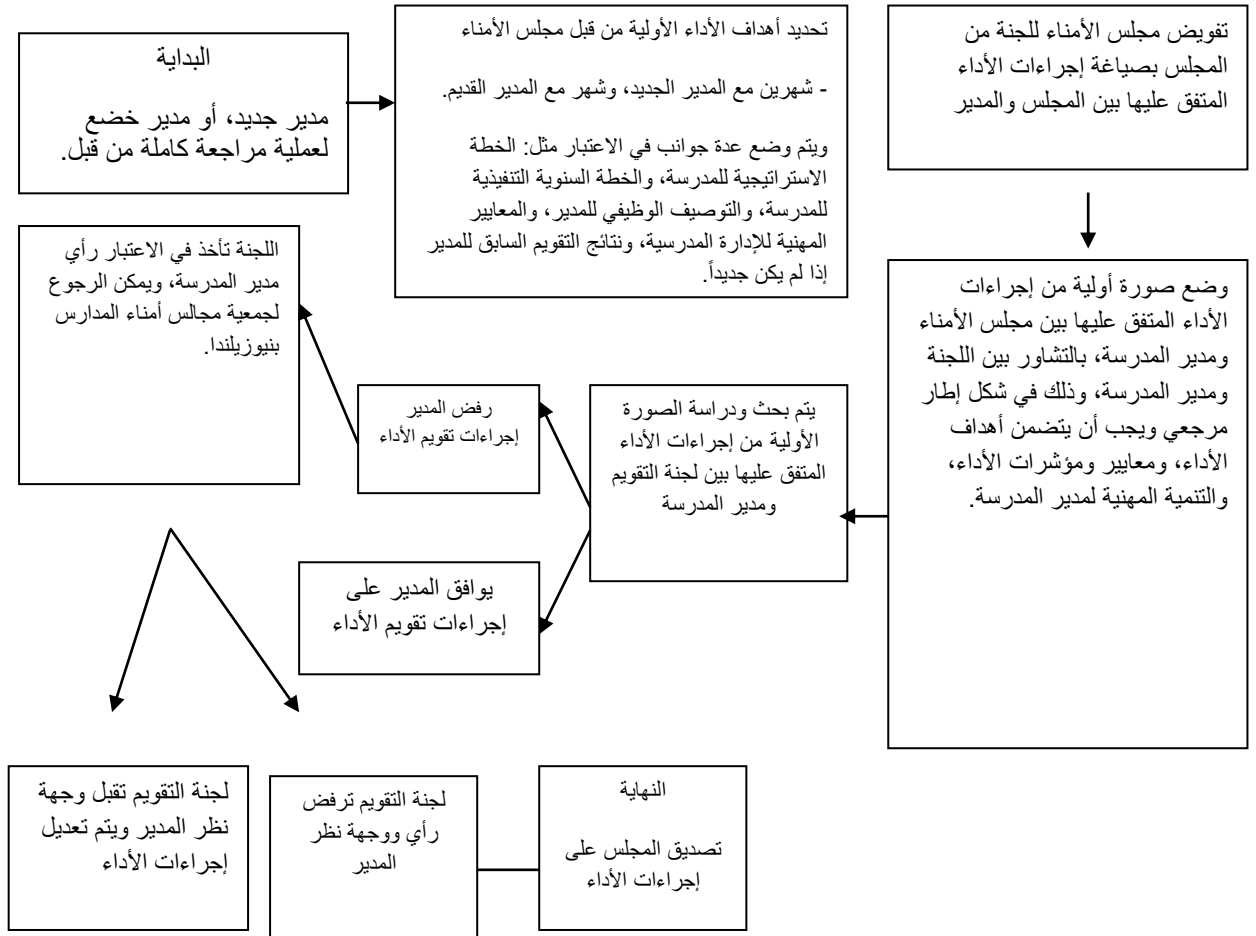 البداية
مدير جديد، أو مدير خضع
لعملية مراجعة كاملة من قبل.
تحديد أهداف الأداء الأولية من قبل مجلس الأمناء
- شهرين مع المدير الجديد، وشهر مع المدير القديم.
ويتم وضع عدة جوانب في الاعتبار مثل: الخطة
الاستراتيجية للمدرسة، والخطة السنوية التنفيذية
للمدرسة، والتوصيف الوظيفي للمدير، والمعايير
المهنية للإدارة المدرسية، ونتائج التقويم السابق للمدير
إذا لم يكن جديداً.
تفويض مجلس الأمناء للجنة من
المجلس بصياغة إجراءات الأداء
المتفق عليها بين المجلس والمدير
وضع صورة أولية من إجراءات
الأداء المتفق عليها بين مجلس الأمناء
ومدير المدرسة، بالتشاور بين اللجنة
ومدير المدرسة، وذلك في شكل إطار
مرجعي ويجب أن يتضمن أهداف
الأداء، ومعايير ومؤشرات الأداء،
والتنمية المهنية لمدير المدرسة.
يتم بحث ودراسة الصورة
الأولية من إجراءات الأداء
المتفق عليها بين لجنة التقويم
ومدير المدرسة
رفض المدير
إجراءات تقويم الأداء
يوافق المدير على
إجراءات تقويم الأداء
اللجنة تأخذ في الاعتبار رأي
مدير المدرسة، ويمكن الرجوع
لجمعية مجالس أمناء المدارس
بنيوزيلندا.
لجنة التقويم تقبل وجهة
نظر المدير ويتم تعديل
إجراءات الأداء
لجنة التقويم ترفض
رأي ووجهة نظر
المدير
النهاية
تصديق المجلس على
إجراءات الأداء